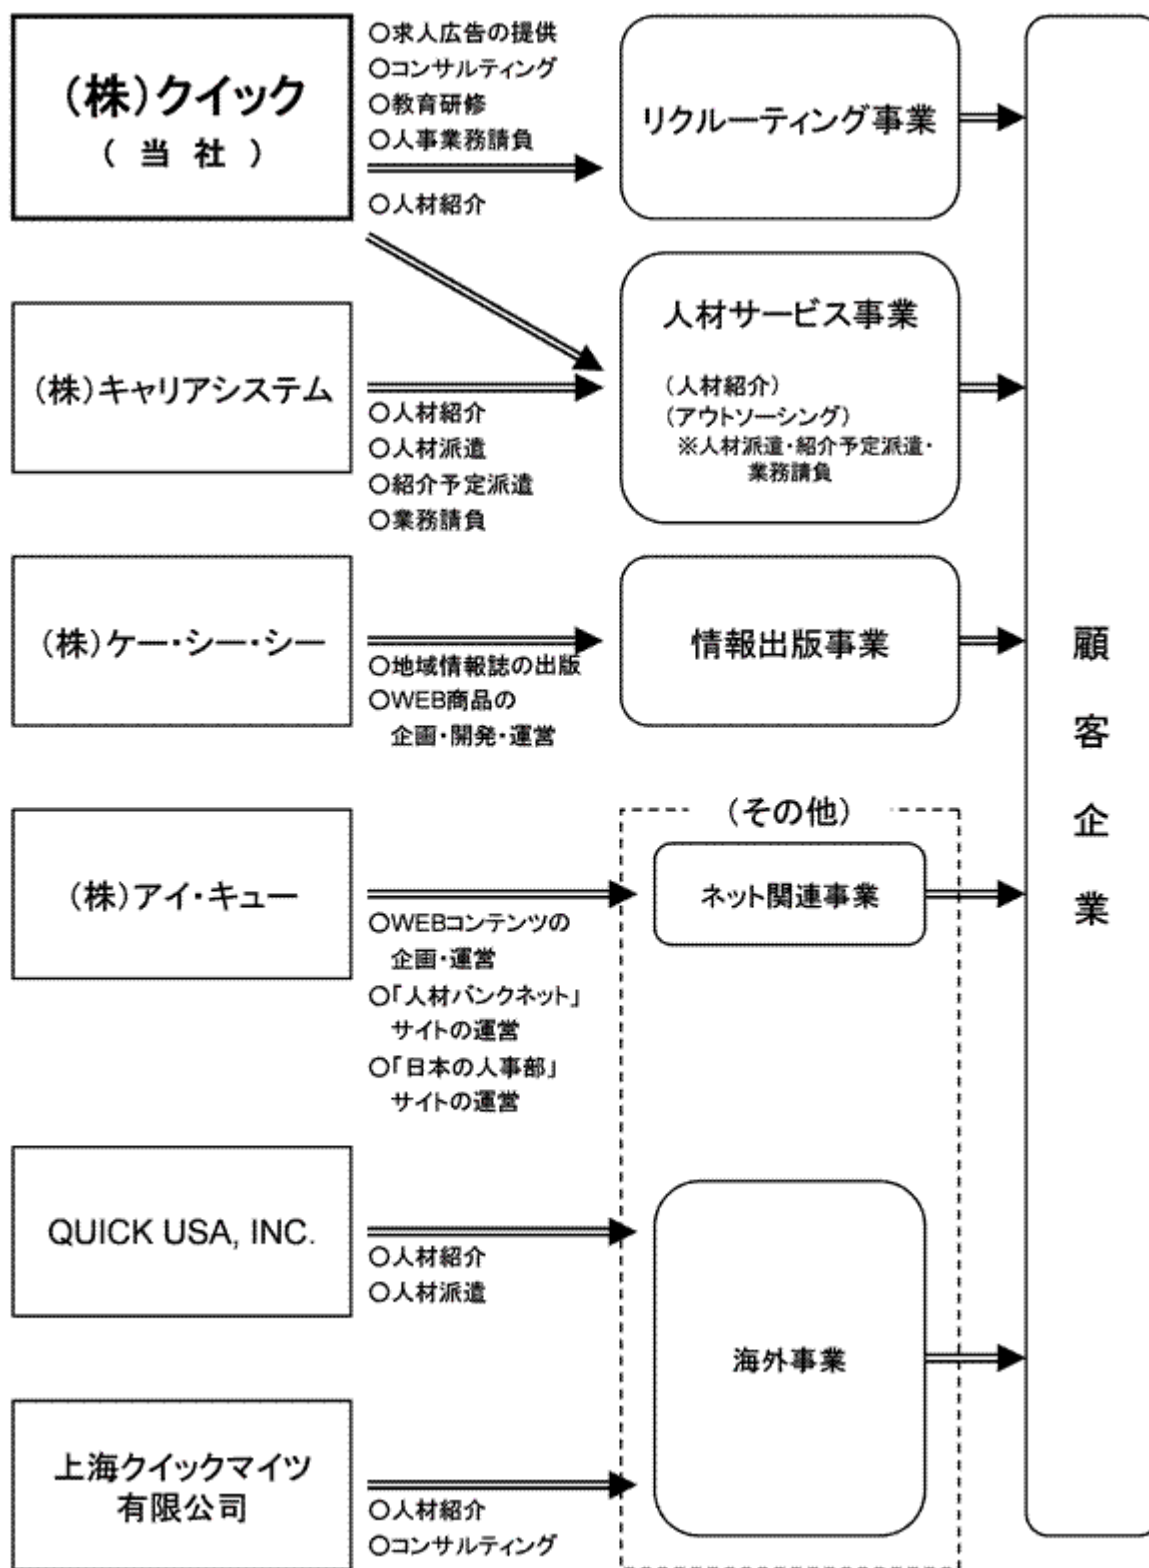 (株)クイック
( 当 社 )
○求人広告の提供
○コンサルティング
○教育研修
○人事業務請負
○人材紹介
リクルーティング事業
(株)キャリアシステム
○人材紹介
○人材派遣
○紹介予定派遣
○業務請負
人材サービス事業
(人材紹介)
(アウトソーシング)
※人材派遣・紹介予定派遣・
業務請負
(株)ケー・シー・シー
○地域情報誌の出版
○WEB商品の
企画・開発・運営
情報出版事業
(株)アイ・キュー
○WEBコンテンツの
企画・運営
○「人材バンクネット」
サイトの運営
○「日本の人事部」
サイトの運営
(その他)
ネット関連事業
QUICK USA, INC.
○人材紹介
○人材派遣
海外事業
上海クイックマイツ
有限公司
○人材紹介
○コンサルティング
顧客企業